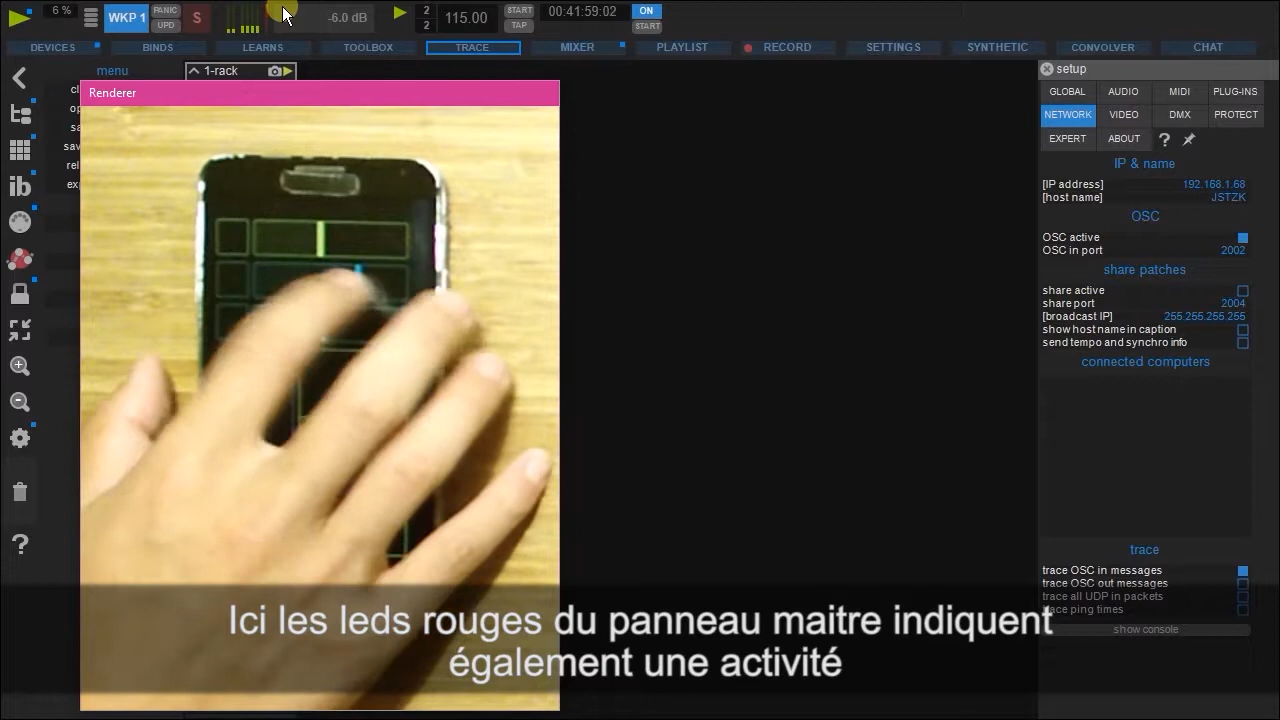 6 %
WKP 1
PANIC
UPD
S
-6.0 dB
2
2
115.00
START
TAP
00:41:59:02
ON
START
DEVICES
BINDS
LEARNS
TOOLBOX
TRACE
MIXER
PLAYLIST
RECORD
SETTINGS
SYNTHETIC
CONVOLVER
CHAT
menu
1-rack
Renderer
ib
?
setup
GLOBAL AUDIO MIDI PLUG-INS
NETWORK VIDEO DMX PROTECT
EXPERT ABOUT ?
IP & name
[IP address] 192.168.1.68
[host name] JSTZK
OSC
OSC active
OSC in port 2002
share patches
share active
share port 2004
[broadcast IP] 255.255.255.255
show host name in caption
send tempo and synchro info
connected computers
trace
trace OSC in messages
trace OSC out messages
trace all UDP in packets
trace ping times
show console
Ici les leds rouges du panneau maitre indiquent
également une activité